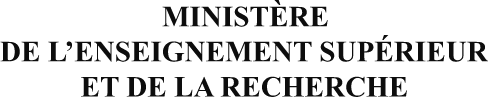 MINISTÈRE
DE L’ENSEIGNEMENT SUPÉRIEUR
ET DE LA RECHERCHE